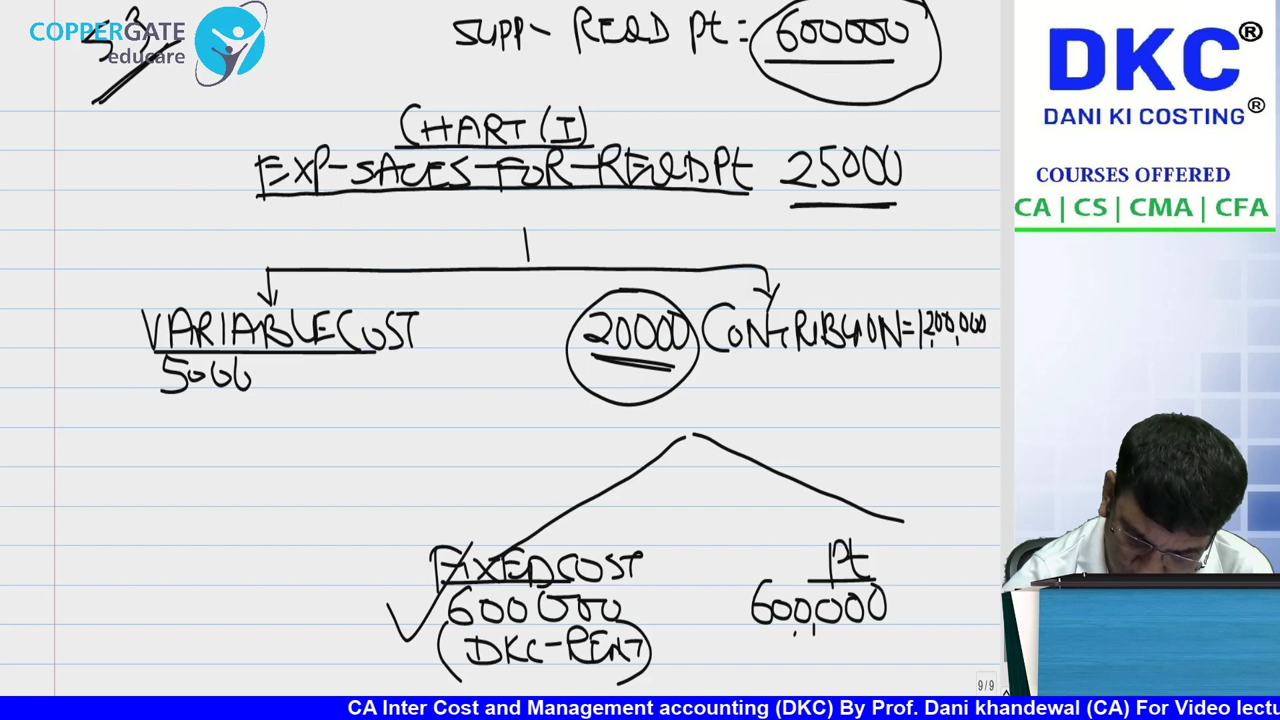 COPPERGATE
educare
53
SUPP- REQD Pt = 600000
CHART (I)
EXP-SALES-FOR-REQD Pt 25000
VARIABLE COST
5000
20000 CONTRIBUTION = 1,200,000
FIXED COST
600000
(DKC-RENT)
Pt
600,000
9/9
DKC®
DANI KI COSTING®
COURSES OFFERED
CA | CS | CMA | CFA
CA Inter Cost and Management accounting (DKC) By Prof. Dani khandewal (CA) For Video lectu